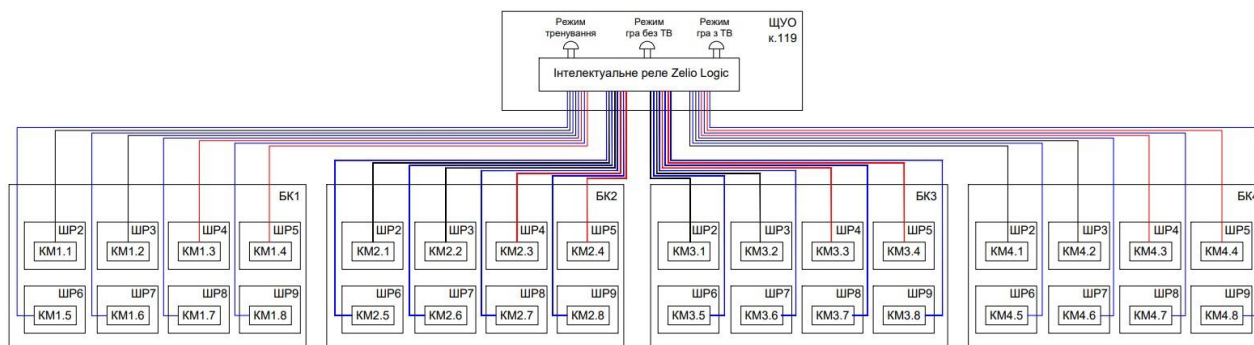 Режим
тренування
Режим
гра без ТВ
Режим
гра з ТВ
ЩУО
к.119
Інтелектуальне реле Zelio Logic
БК1
ШР2
КМ1.1
ШР3
КМ1.2
ШР4
КМ1.3
ШР5
КМ1.4
ШР6
КМ1.5
ШР7
КМ1.6
ШР8
КМ1.7
ШР9
КМ1.8
БК2
ШР2
КМ2.1
ШР3
КМ2.2
ШР4
КМ2.3
ШР5
КМ2.4
ШР6
КМ2.5
ШР7
КМ2.6
ШР8
КМ2.7
ШР9
КМ2.8
БК3
ШР2
КМ3.1
ШР3
КМ3.2
ШР4
КМ3.3
ШР5
КМ3.4
ШР6
КМ3.5
ШР7
КМ3.6
ШР8
КМ3.7
ШР9
КМ3.8
БК4
ШР2
КМ4.1
ШР3
КМ4.2
ШР4
КМ4.3
ШР5
КМ4.4
ШР6
КМ4.5
ШР7
КМ4.6
ШР8
КМ4.7
ШР9
КМ4.8